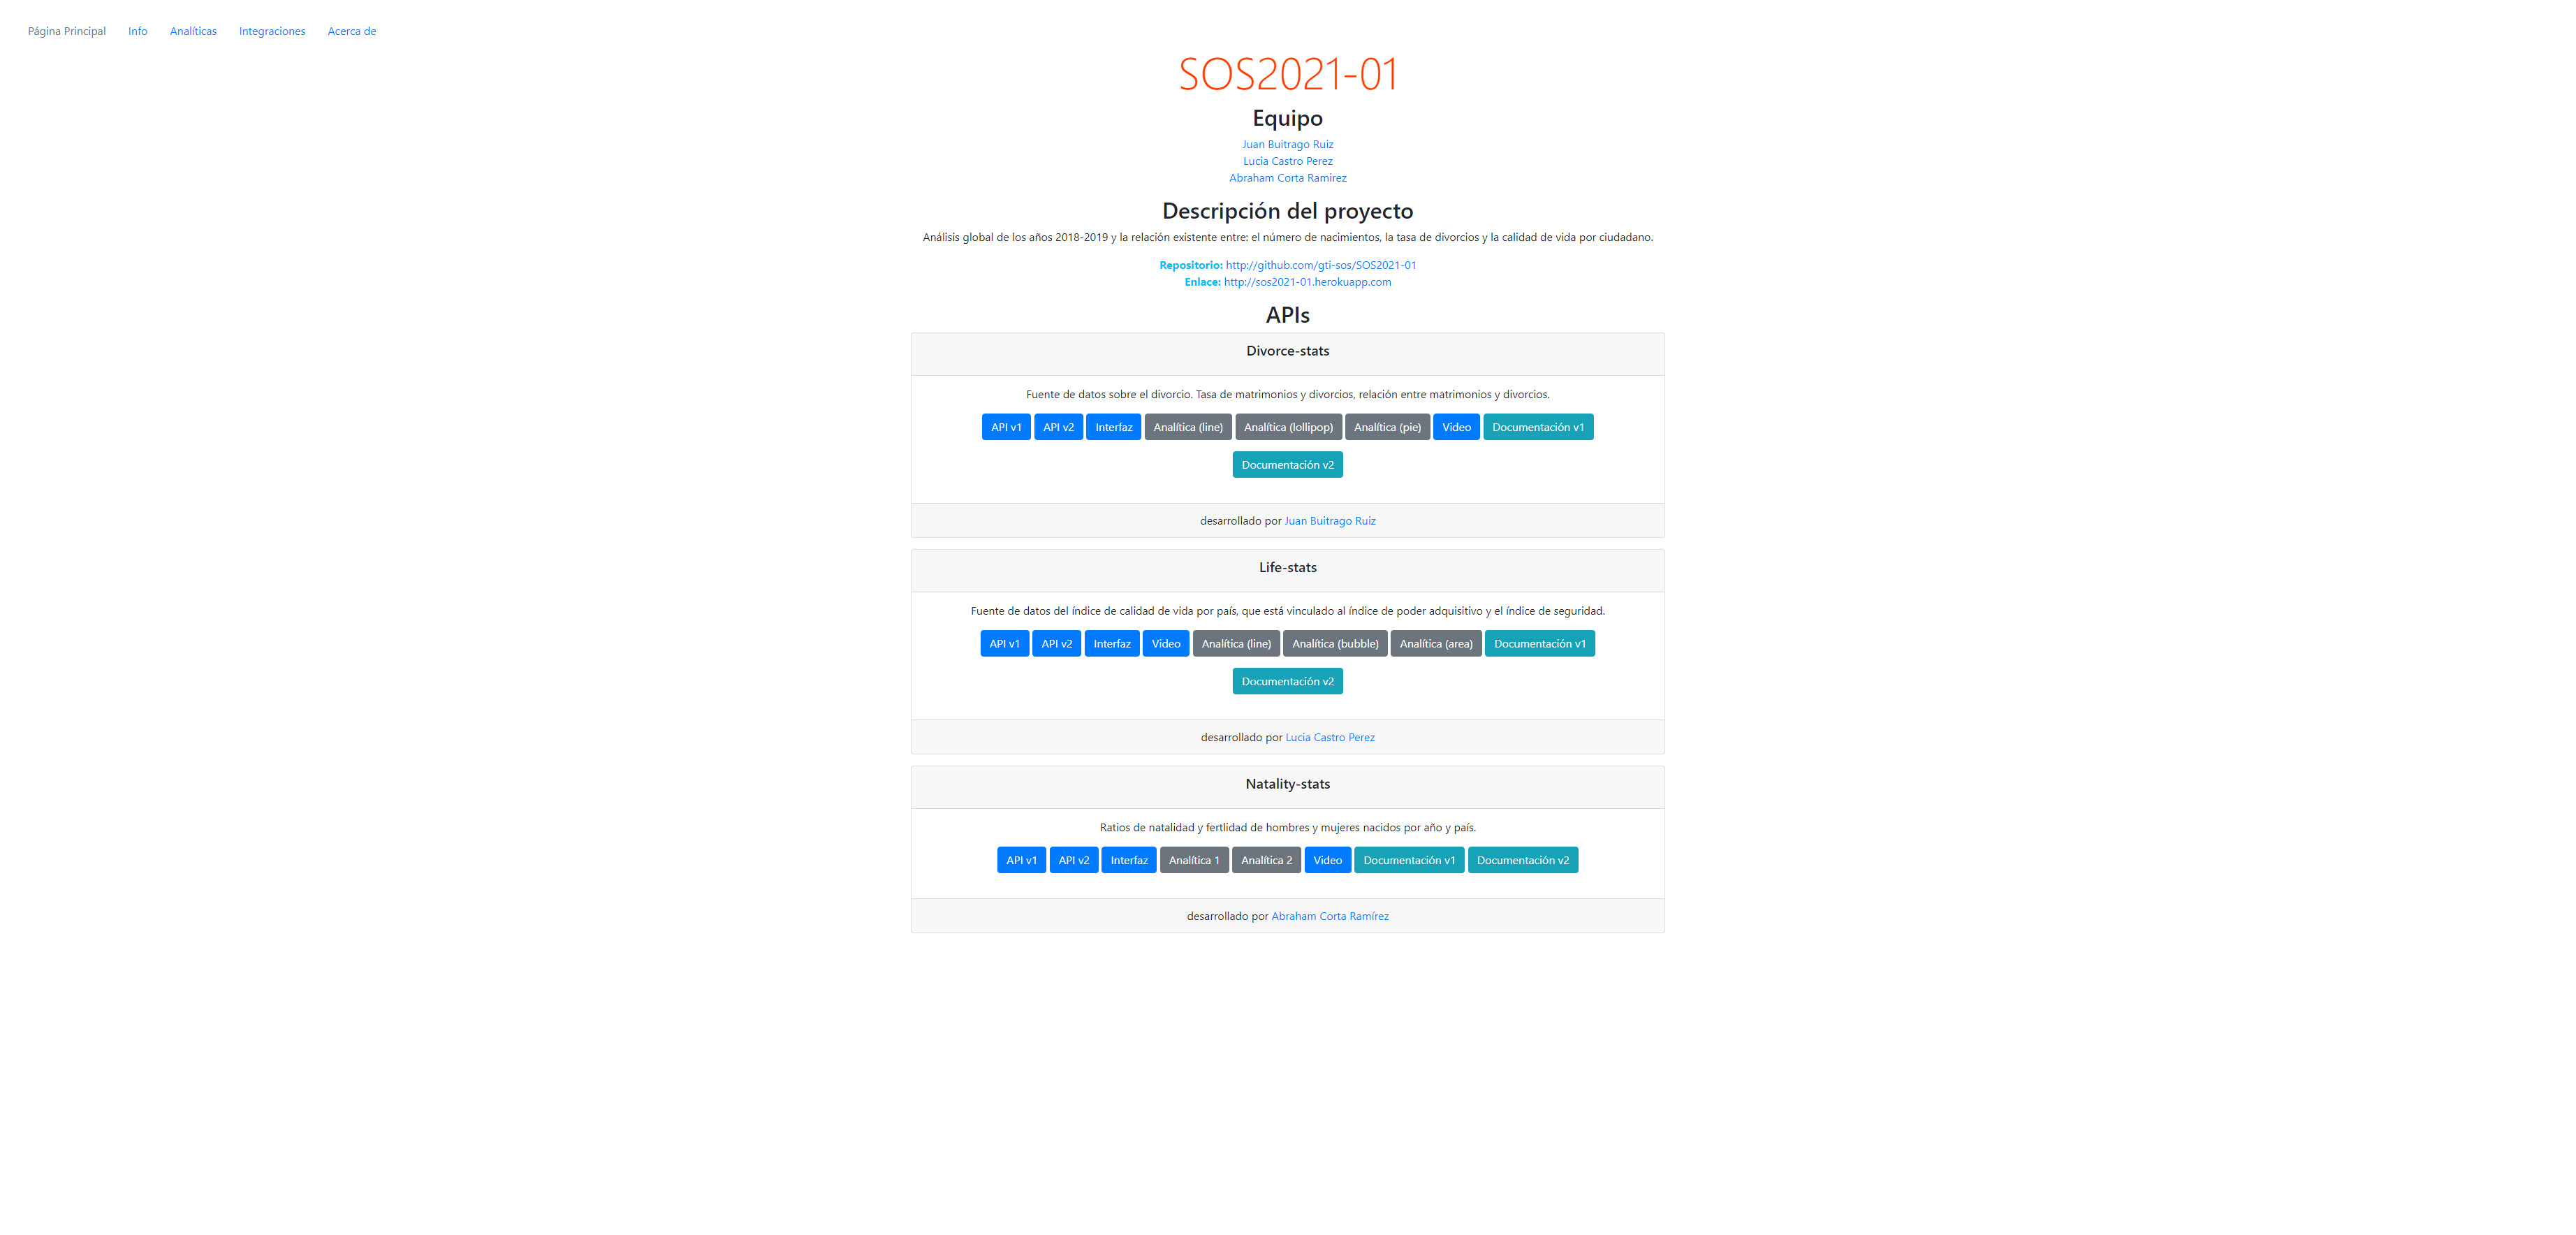 Página Principal Info Analíticas Integraciones Acerca de
SOS2021-01
Equipo
Juan Buitrago Ruiz
Lucia Castro Perez
Abraham Corta Ramirez
Descripción del proyecto
Análisis global de los años 2018-2019 y la relación existente entre: el número de nacimientos, la tasa de divorcios y la calidad de vida por ciudadano.
Repositorio: http://github.com/gti-sos/SOS2021-01
Enlace: http://sos2021-01.herokuapp.com
APIs
Divorce-stats
Fuente de datos sobre el divorcio. Tasa de matrimonios y divorcios, relación entre matrimonios y divorcios.
API v1 API v2 Interfaz Analítica (line) Analítica (lollipop) Analítica (pie) Video Documentación v1
Documentación v2
desarrollado por Juan Buitrago Ruiz
Life-stats
Fuente de datos del índice de calidad de vida por país, que está vinculado al índice de poder adquisitivo y el índice de seguridad.
API v1 API v2 Interfaz Video Analítica (line) Analítica (bubble) Analítica (area) Documentación v1
Documentación v2
desarrollado por Lucia Castro Perez
Natality-stats
Ratios de natalidad y fertlidad de hombres y mujeres nacidos por año y país.
API v1 API v2 Interfaz Analítica 1 Analítica 2 Video Documentación v1 Documentación v2
desarrollado por Abraham Corta Ramírez